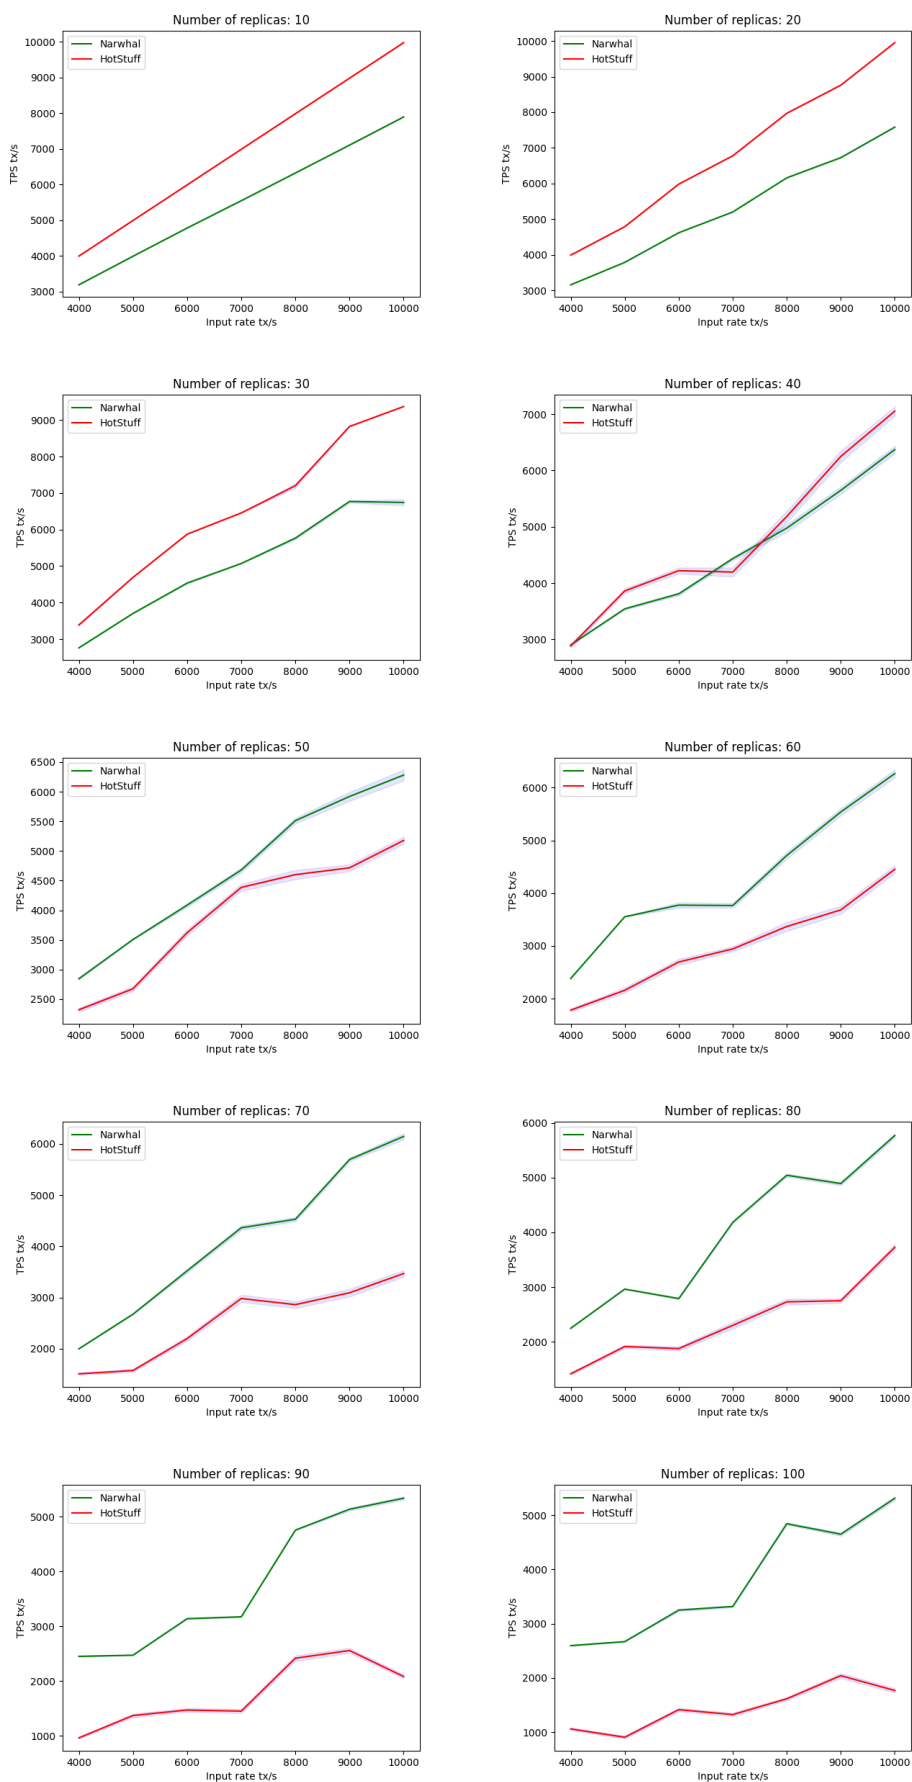 Number of replicas: 10
Narwhal
HotStuff
TPS tx/s
10000
9000
8000
7000
6000
5000
4000
3000
4000 5000 6000 7000 8000 9000 10000
Input rate tx/s
Number of replicas: 20
Narwhal
HotStuff
TPS tx/s
10000
9000
8000
7000
6000
5000
4000
3000
4000 5000 6000 7000 8000 9000 10000
Input rate tx/s
Number of replicas: 30
Narwhal
HotStuff
TPS tx/s
9000
8000
7000
6000
5000
4000
3000
4000 5000 6000 7000 8000 9000 10000
Input rate tx/s
Number of replicas: 40
Narwhal
HotStuff
TPS tx/s
7000
6000
5000
4000
3000
4000 5000 6000 7000 8000 9000 10000
Input rate tx/s
Number of replicas: 50
Narwhal
HotStuff
TPS tx/s
6500
6000
5500
5000
4500
4000
3500
3000
2500
4000 5000 6000 7000 8000 9000 10000
Input rate tx/s
Number of replicas: 60
Narwhal
HotStuff
TPS tx/s
6000
5000
4000
3000
2000
4000 5000 6000 7000 8000 9000 10000
Input rate tx/s
Number of replicas: 70
Narwhal
HotStuff
TPS tx/s
6000
5000
4000
3000
2000
4000 5000 6000 7000 8000 9000 10000
Input rate tx/s
Number of replicas: 80
Narwhal
HotStuff
TPS tx/s
6000
5000
4000
3000
2000
4000 5000 6000 7000 8000 9000 10000
Input rate tx/s
Number of replicas: 90
Narwhal
HotStuff
TPS tx/s
5000
4000
3000
2000
1000
4000 5000 6000 7000 8000 9000 10000
Input rate tx/s
Number of replicas: 100
Narwhal
HotStuff
TPS tx/s
5000
4000
3000
2000
1000
4000 5000 6000 7000 8000 9000 10000
Input rate tx/s